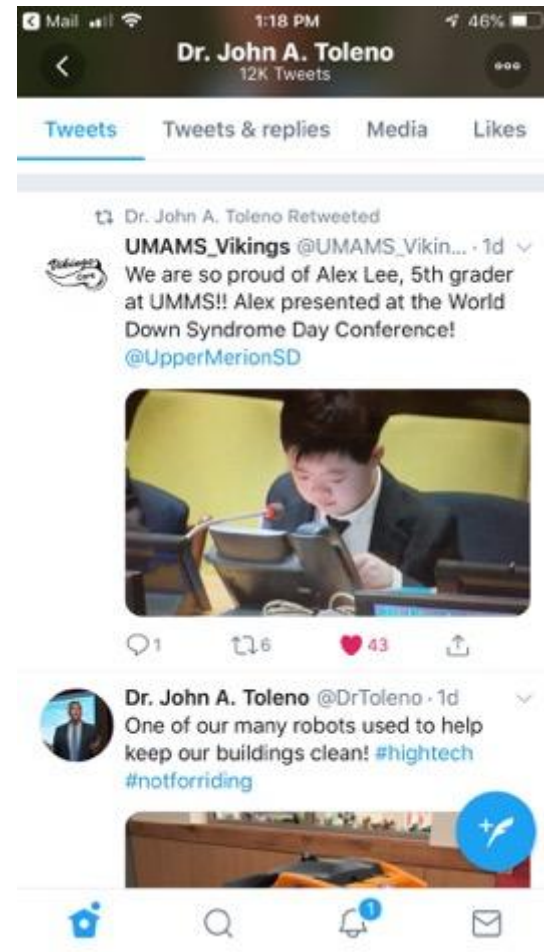 Mail 1:18 PM 46%
Dr. John A. Toleno
12K Tweets
Tweets Tweets & replies Media Likes
Dr. John A. Toleno Retweeted
UMAMS_Vikings @UMAMS_Vikin... · 1d
We are so proud of Alex Lee, 5th grader
at UMMS!! Alex presented at the World
Down Syndrome Day Conference!
@UpperMerionSD
Vikings
1 6 43
Dr. John A. Toleno @DrToleno · 1d
One of our many robots used to help
keep our buildings clean! #hightech
#notforriding
1